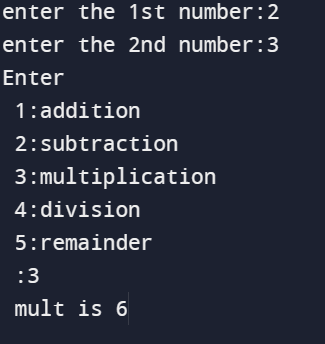 enter the 1st number:2
enter the 2nd number:3
Enter
1:addition
2:subtraction
3:multiplication
4:division
5:remainder
:3
mult is 6